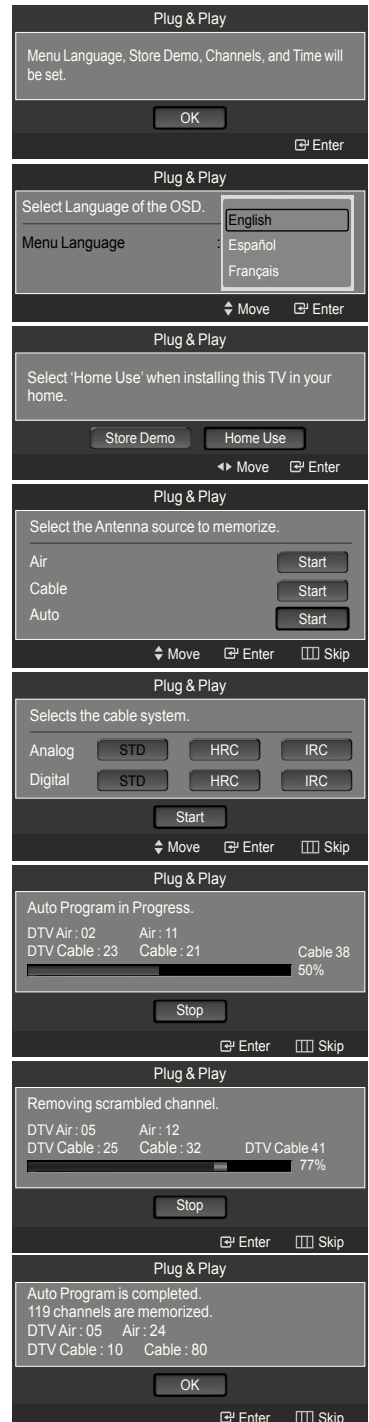 Plug & Play
Menu Language, Store Demo, Channels, and Time will
be set.
OK
Enter
Plug & Play
Select Language of the OSD.
Menu Language :
English
Español
Français
Move Enter
Plug & Play
Select ‘Home Use’ when installing this TV in your
home.
Store Demo Home Use
Move Enter
Plug & Play
Select the Antenna source to memorize.
Air Start
Cable Start
Auto Start
Move Enter Skip
Plug & Play
Selects the cable system.
Analog STD HRC IRC
Digital STD HRC IRC
Start
Move Enter Skip
Plug & Play
Auto Program in Progress.
DTV Air : 02 Air : 11
DTV Cable : 23 Cable : 21 Cable 38
50%
Stop
Enter Skip
Plug & Play
Removing scrambled channel.
DTV Air : 05 Air : 12
DTV Cable : 25 Cable : 32 DTV Cable 41
77%
Stop
Enter Skip
Plug & Play
Auto Program is completed.
119 channels are memorized.
DTV Air : 05 Air : 24
DTV Cable : 10 Cable : 80
OK
Enter Skip